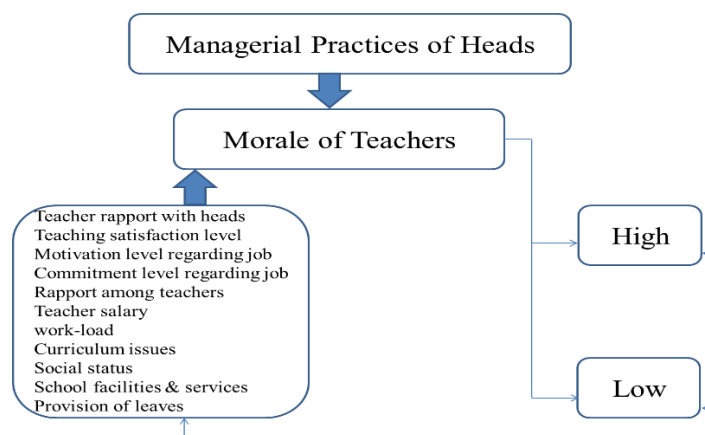 Managerial Practices of Heads
Morale of Teachers
Teacher rapport with heads
Teaching satisfaction level
Motivation level regarding job
Commitment level regarding job
Rapport among teachers
Teacher salary
work-load
Curriculum issues
Social status
School facilities & services
Provision of leaves
High
Low